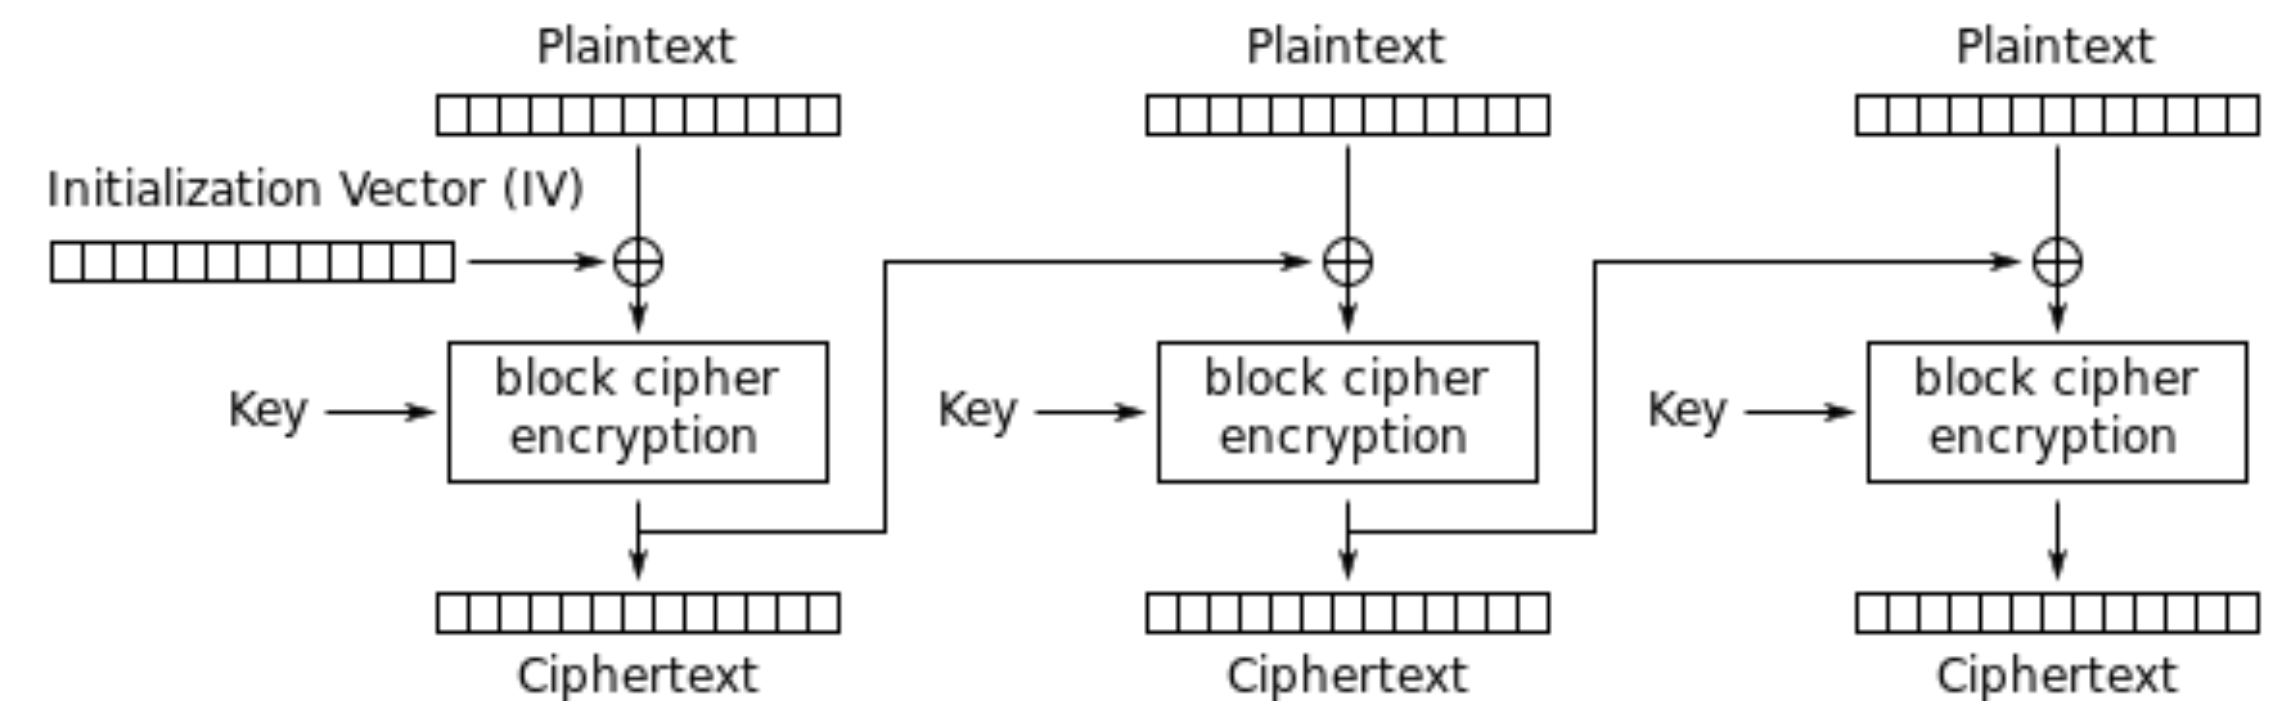 Plaintext
Plaintext
Plaintext
Initialization Vector (IV)
Key
block cipher
encryption
Key
block cipher
encryption
Key
block cipher
encryption
Ciphertext
Ciphertext
Ciphertext